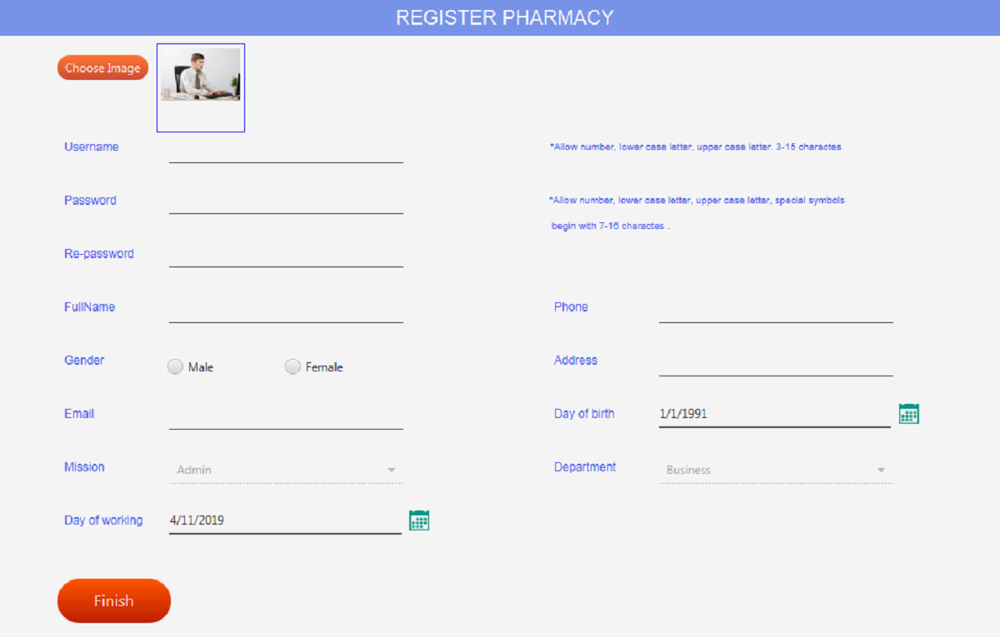 REGISTER PHARMACY
Choose Image
Username
*Allow number, lower case letter, upper case letter. 3-15 charactes
Password
*Allow number, lower case letter, upper case letter, special symbols
begin with 7-16 charactes .
Re-password
FullName
Phone
Gender
Male
Female
Address
Email
Day of birth
1/1/1991
Mission
Admin
Department
Business
Day of working
4/11/2019
Finish